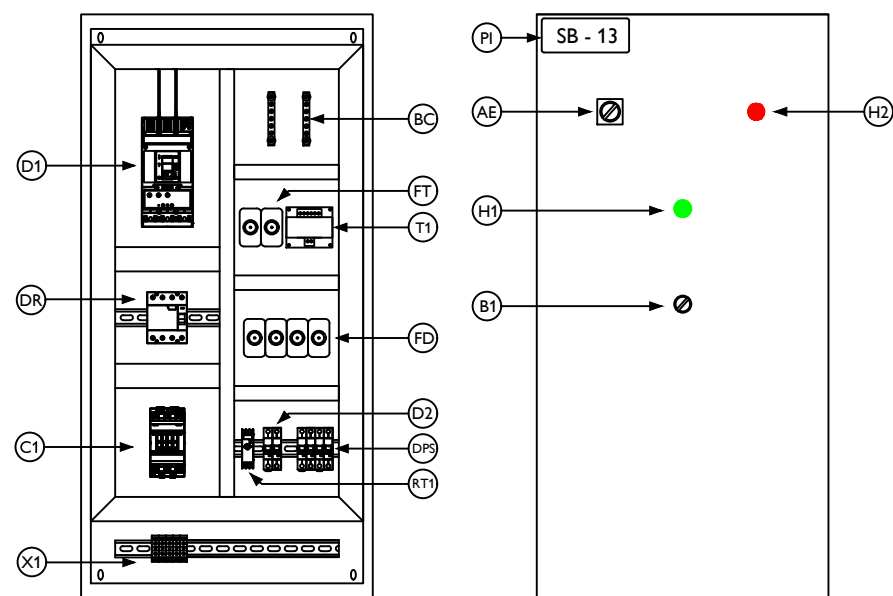 PI
SB - 13
AE
H2
BC
D1
FT
T1
H1
DR
B1
FD
D2
C1
DPS
RT1
X1